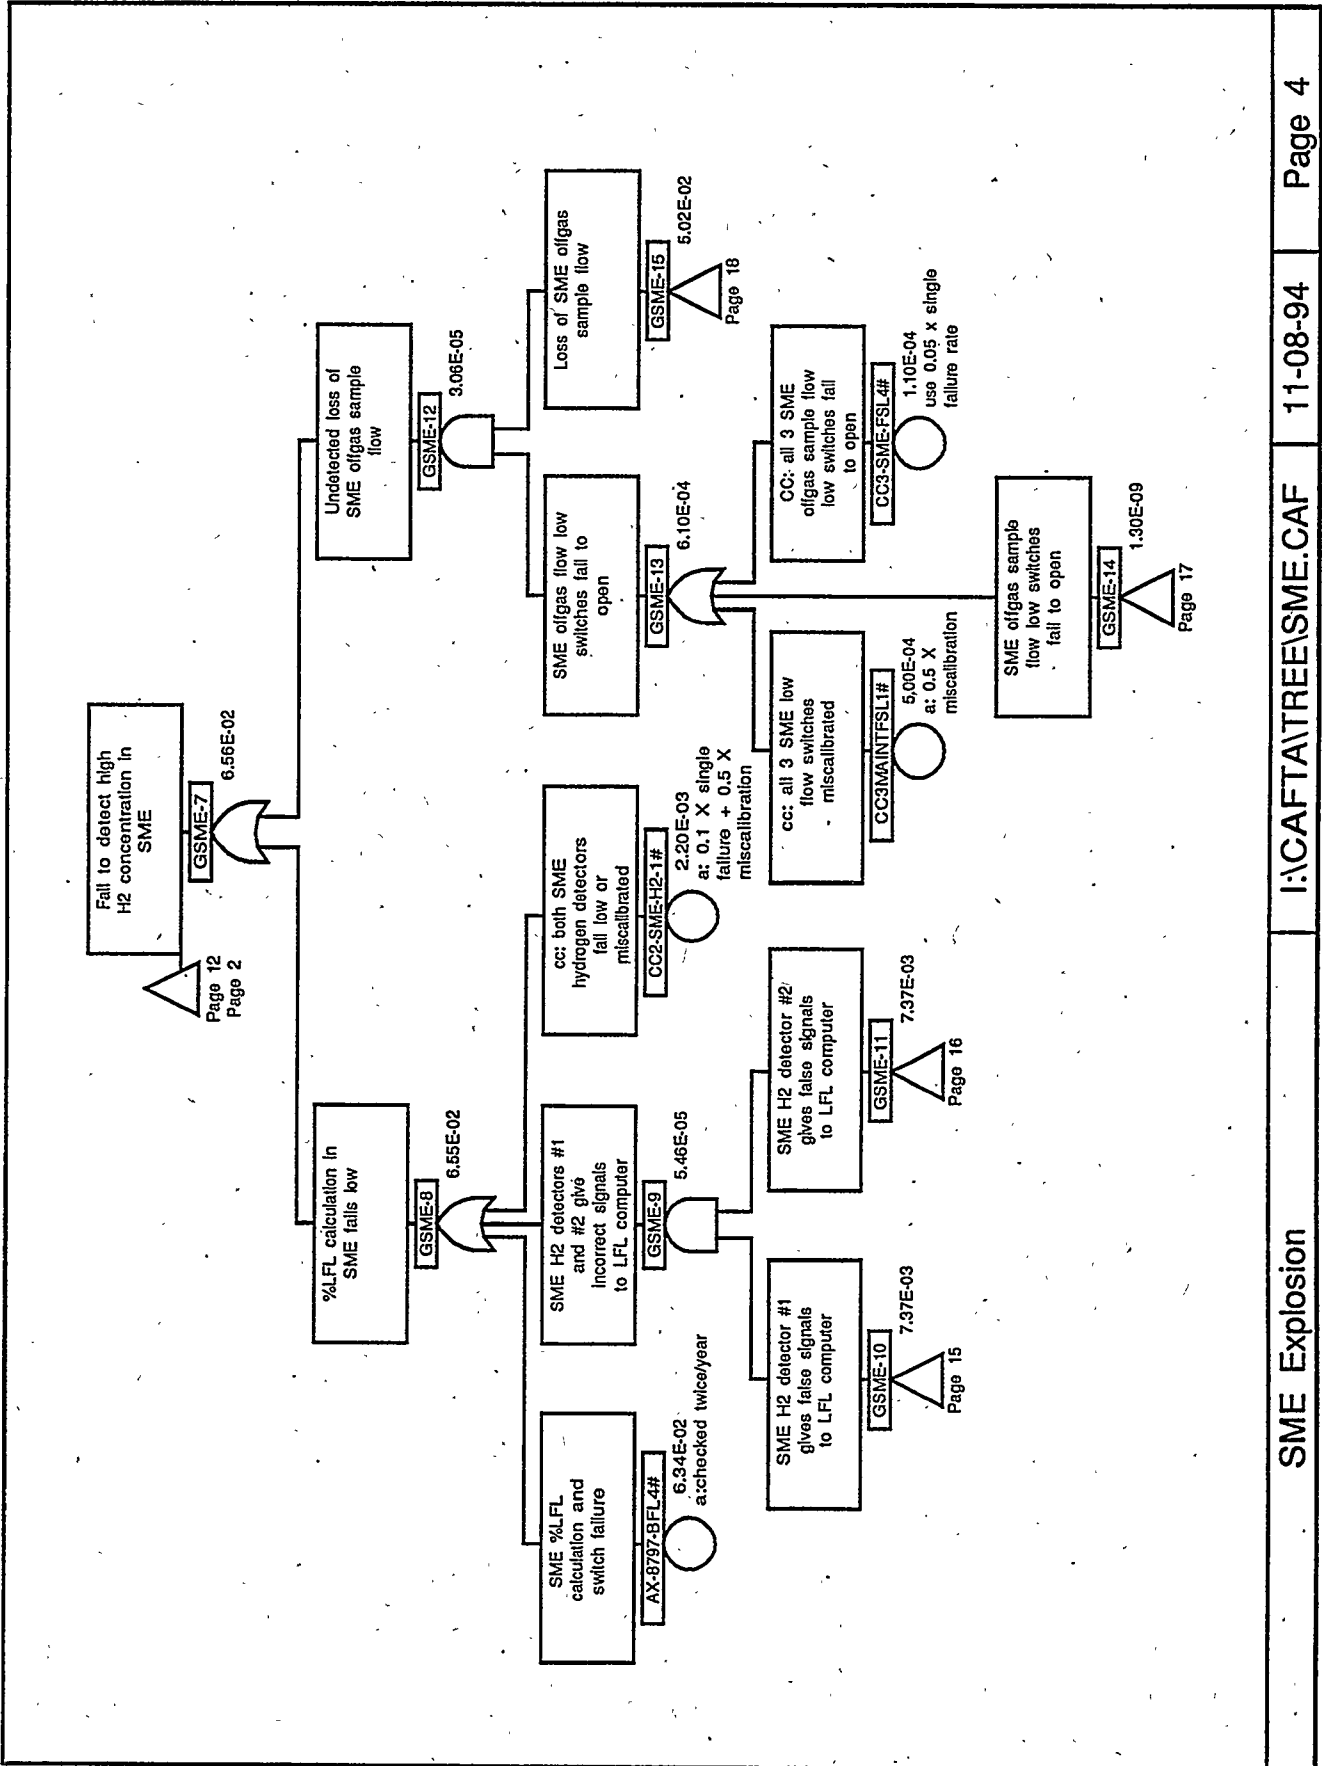 Fail to detect high
H2 concentration in
SME
GSME-7
6.56E-02
Page 12
Page 2
%LFL calculation in
SME fails low
GSME-8
6.55E-02
Undetected loss of
SME offgas sample
flow
GSME-12
3.06E-05
SME %LFL
calculation and
switch failure
AX-8797-BFL4#
6.34E-02
a:checked twice/year
SME H2 detectors #1
and #2 give
incorrect signals
to LFL computer
GSME-9
5.46E-05
cc: both SME
hydrogen detectors
fail low or
miscalibrated
CC2-SME-H2-1#
2.20E-03
a: 0.1 X single
failure + 0.5 X
miscalibration
SME offgas flow low
switches fail to
open
GSME-13
6.10E-04
Loss of SME offgas
sample flow
GSME-15
5.02E-02
Page 18
SME H2 detector #1
gives false signals
to LFL computer
GSME-10
7.37E-03
Page 15
SME H2 detector #2
gives false signals
to LFL computer
GSME-11
7.37E-03
Page 16
cc: all 3 SME low
flow switches
miscalibrated
CC3MAINTFSL1#
5.00E-04
a: 0.5 X
miscalibration
CC: all 3 SME
offgas sample flow
low switches fail
to open
CC3-SME-FSL4#
1.10E-04
use 0.05 x single
failure rate
SME offgas sample
flow low switches
fail to open
GSME-14
1.30E-09
Page 17
SME Explosion
I:\CAFTA\TREE\SME.CAF
11-08-94
Page 4